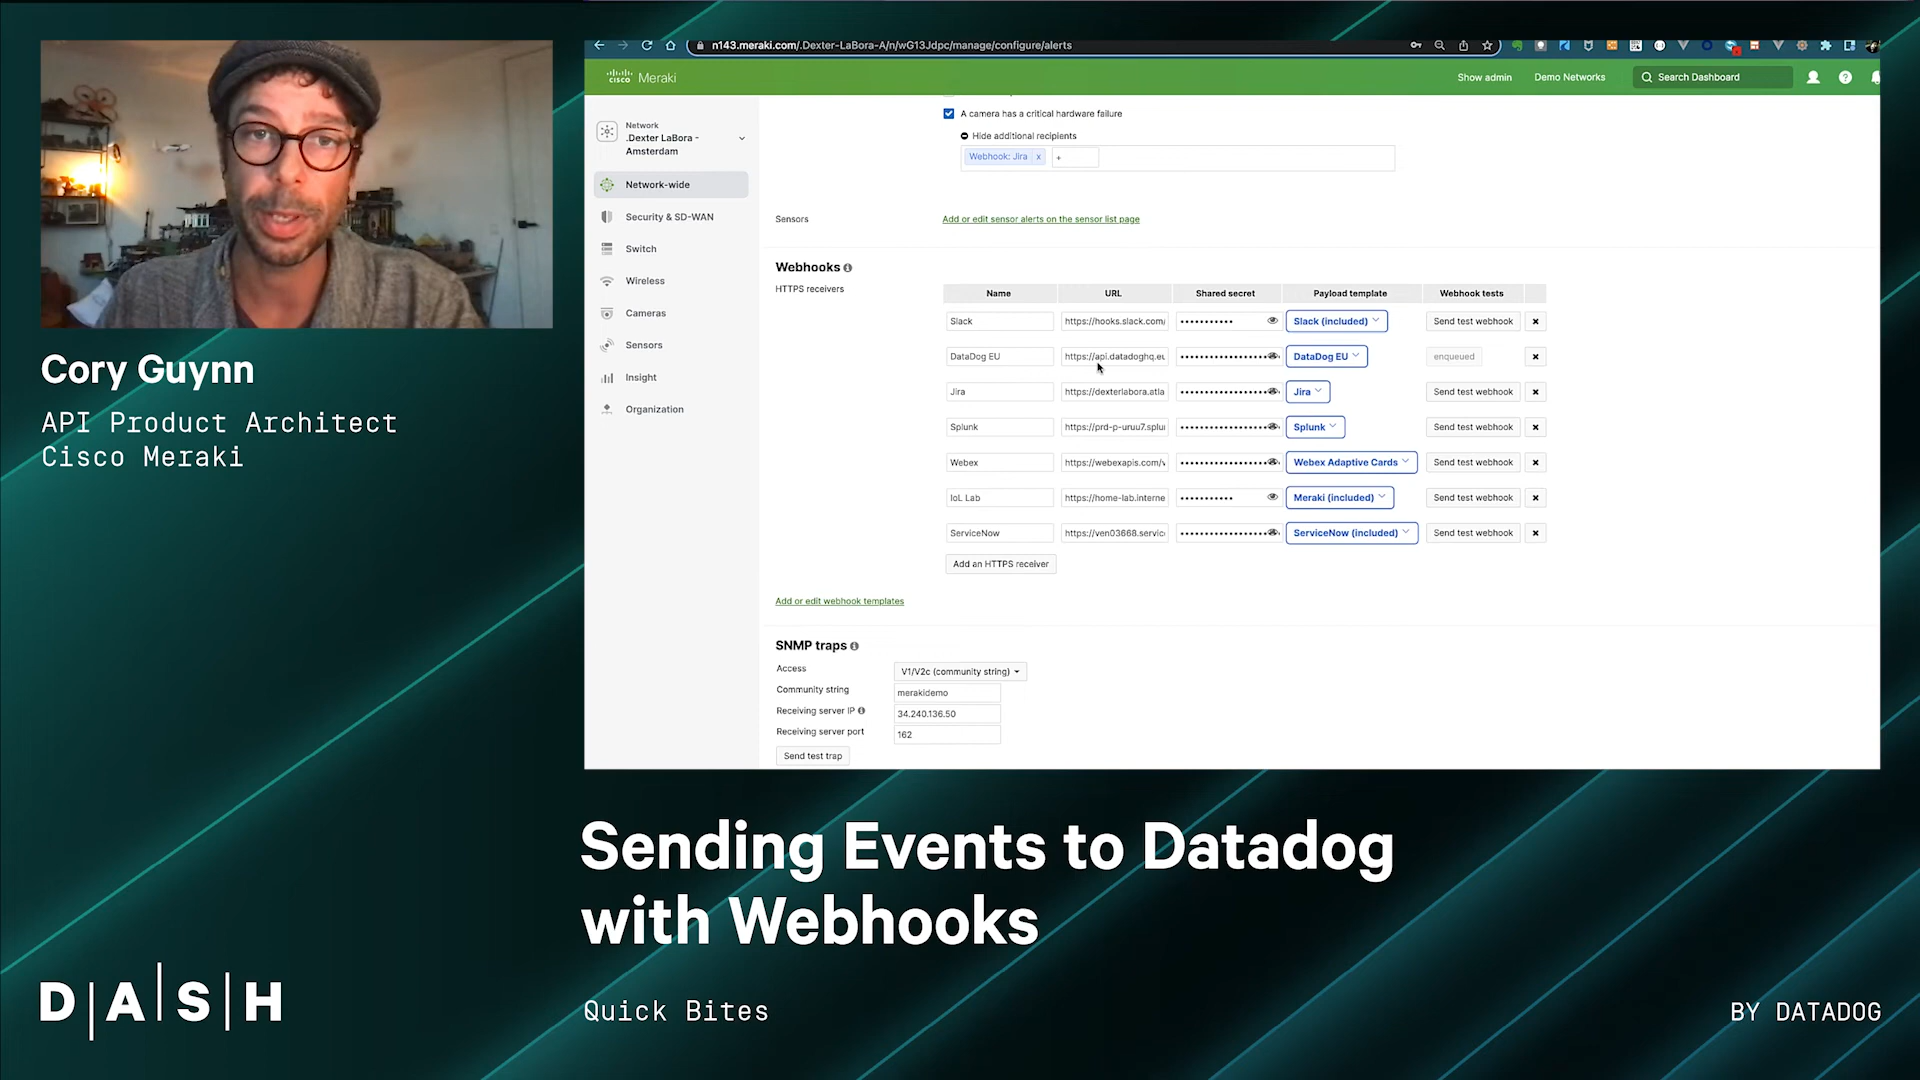 n143.meraki.com/.Dexter-LaBora-A/n/wG13Jdpc/manage/configure/alerts
cisco Meraki
Show admin
Demo Networks
Search Dashboard
Network
.Dexter LaBora -
Amsterdam
Network-wide
Security & SD-WAN
Switch
Wireless
Cameras
Sensors
Insight
Organization
A camera has a critical hardware failure
Hide additional recipients
Webhook: Jira x +
Sensors
Add or edit sensor alerts on the sensor list page
Webhooks
HTTPS receivers
Name URL Shared secret Payload template Webhook tests
Slack https://hooks.slack.com/ ••••••••••• Slack (included) Send test webhook
DataDog EU https://api.datadoghq.eu •••••••••••••••••• DataDog EU enqueued
Jira https://dexterlabora.atla •••••••••••••••••• Jira Send test webhook
Splunk https://prd-p-uruu7.splu •••••••••••••••••• Splunk Send test webhook
Webex https://webexapis.com/v •••••••••••••••••• Webex Adaptive Cards Send test webhook
IoL Lab https://home-lab.interne ••••••••••• Meraki (included) Send test webhook
ServiceNow https://ven03668.servic •••••••••••••••••• ServiceNow (included) Send test webhook
Add an HTTPS receiver
Add or edit webhook templates
SNMP traps
Access V1/V2c (community string)
Community string merakidemo
Receiving server IP 34.240.136.50
Receiving server port 162
Send test trap
Cory Guynn
API Product Architect
Cisco Meraki
Sending Events to Datadog
with Webhooks
D|A|S|H
Quick Bites
BY DATADOG